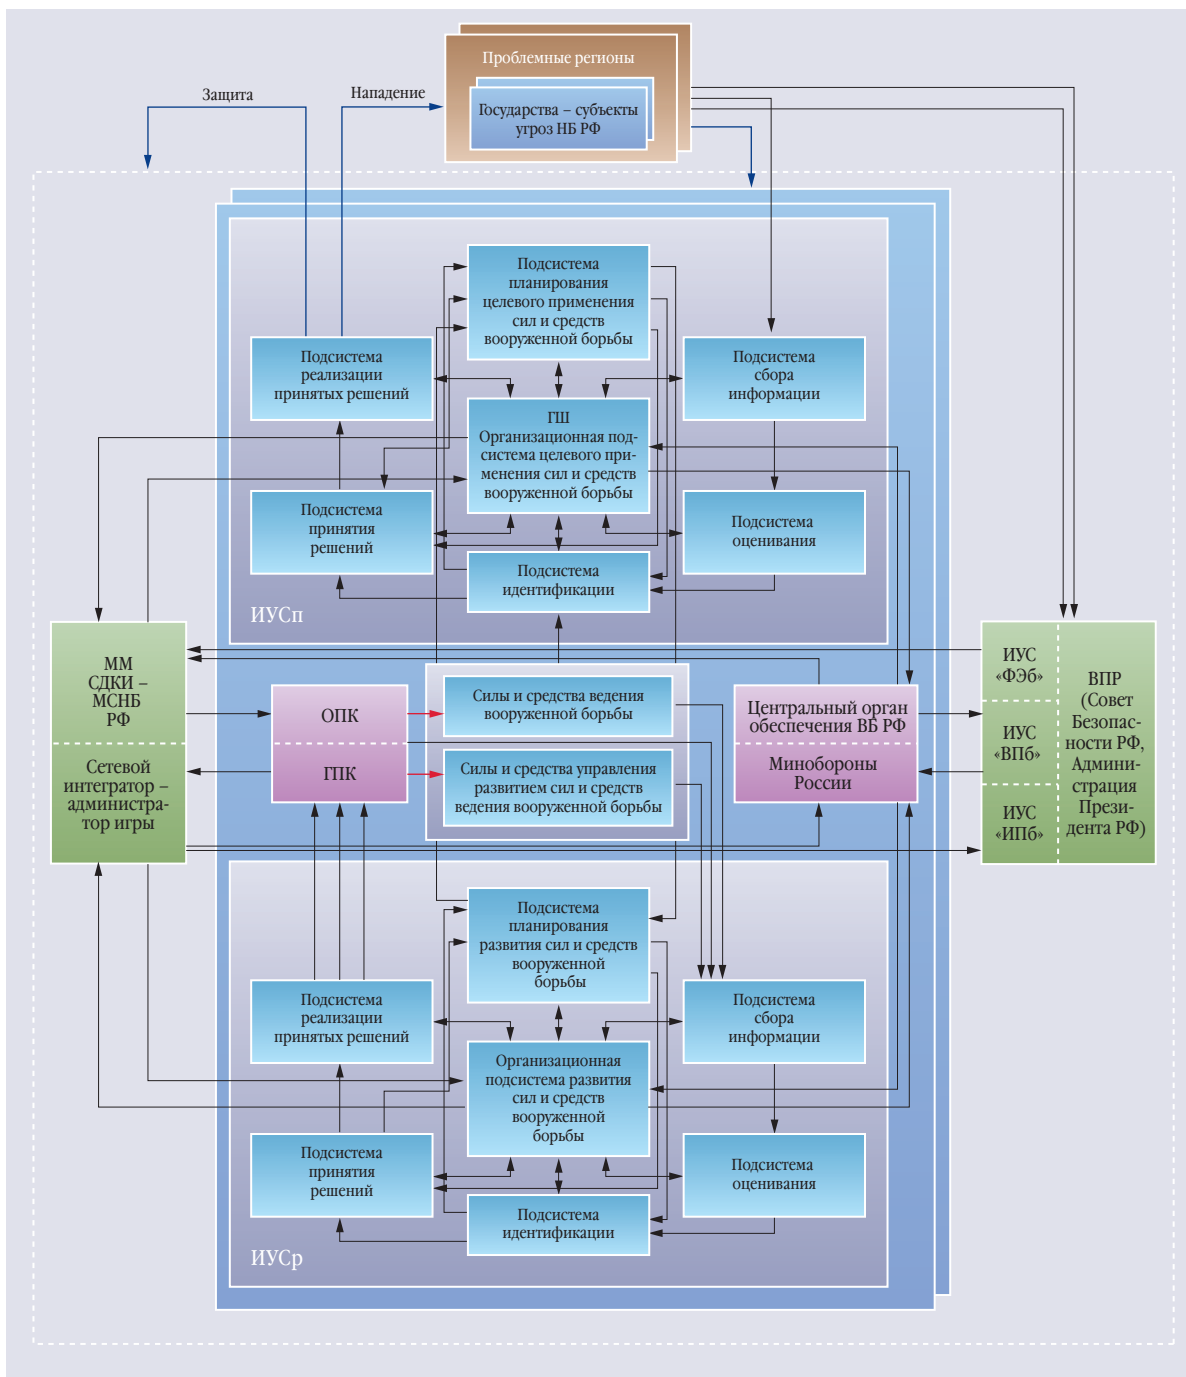 Проблемные регионы
Государства – субъекты
угроз НБ РФ
Защита
Нападение
Подсистема
планирования
целевого применения
сил и средств
вооруженной борьбы
Подсистема
реализации
принятых решений
Подсистема
сбора
информации
ГШ
Организационная под-
система целевого при-
менения сил и средств
вооруженной борьбы
Подсистема
принятия
решений
Подсистема
оценивания
Подсистема
идентификации
ИУСп
ММ
СДКИ –
МСНБ
РФ
Сетевой
интегратор –
администра-
тор игры
ОПК
ГПК
Силы и средства ведения
вооруженной борьбы
Силы и средства управления
развитием сил и средств
ведения вооруженной борьбы
Центральный орган
обеспечения ВБ РФ
Минобороны
России
ИУС
«ФЭб»
ИУС
«ВПб»
ИУС
«ИПб»
ВПР
(Совет
Безопас-
ности РФ,
Админи-
страция
Прези-
дента РФ)
Подсистема
планирования
развития сил и средств
вооруженной
борьбы
Подсистема
реализации
принятых решений
Подсистема
сбора
информации
Организационная
подсистема развития
сил и средств
вооруженной
борьбы
Подсистема
принятия
решений
Подсистема
оценивания
Подсистема
идентификации
ИУСр